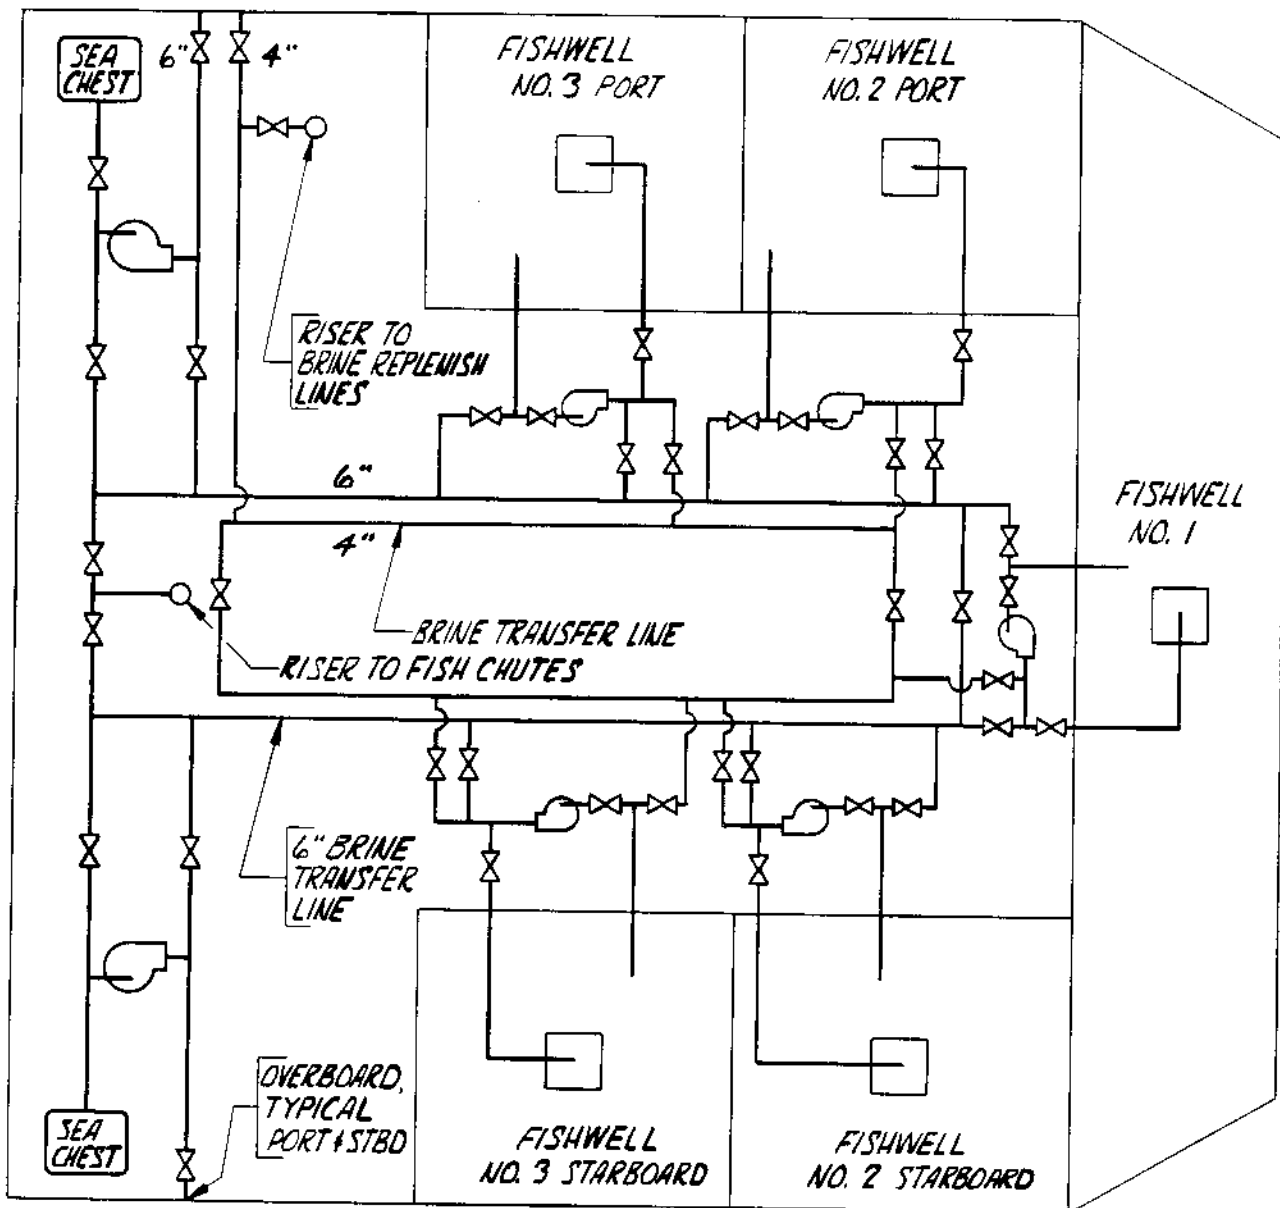 SEA
CHEST
6"
4"
FISHWELL
NO. 3 PORT
FISHWELL
NO. 2 PORT
RISER TO
BRINE REPLENISH
LINES
6"
4"
FISHWELL
NO. 1
BRINE TRANSFER LINE
RISER TO FISH CHUTES
6" BRINE
TRANSFER
LINE
OVERBOARD,
TYPICAL
PORT & STBD
SEA
CHEST
FISHWELL
NO. 3 STARBOARD
FISHWELL
NO. 2 STARBOARD